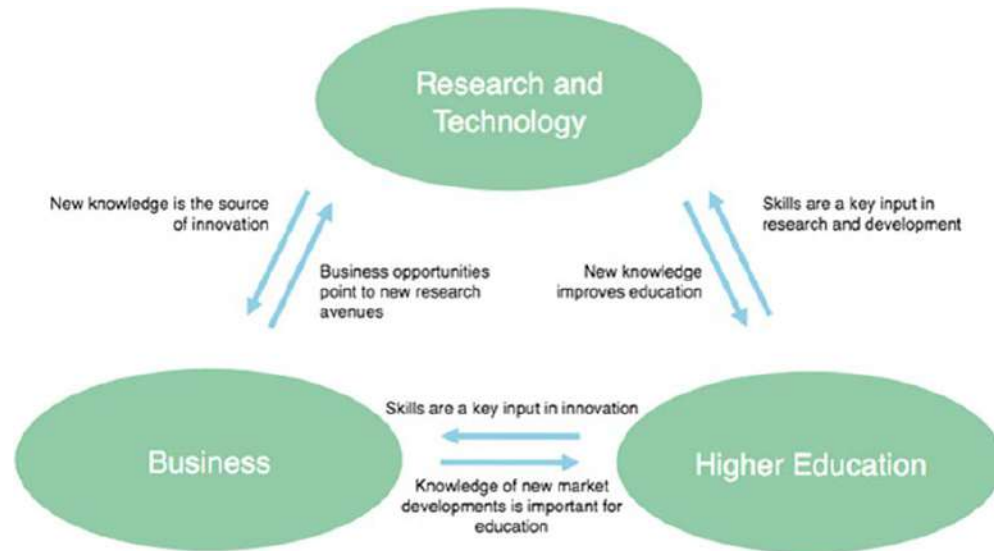 Research and
Technology
New knowledge is the source
of innovation
Skills are a key input in
research and development
Business opportunities
point to new research
avenues
New knowledge
improves education
Skills are a key input in innovation
Business
Higher Education
Knowledge of new market
developments is important for
education